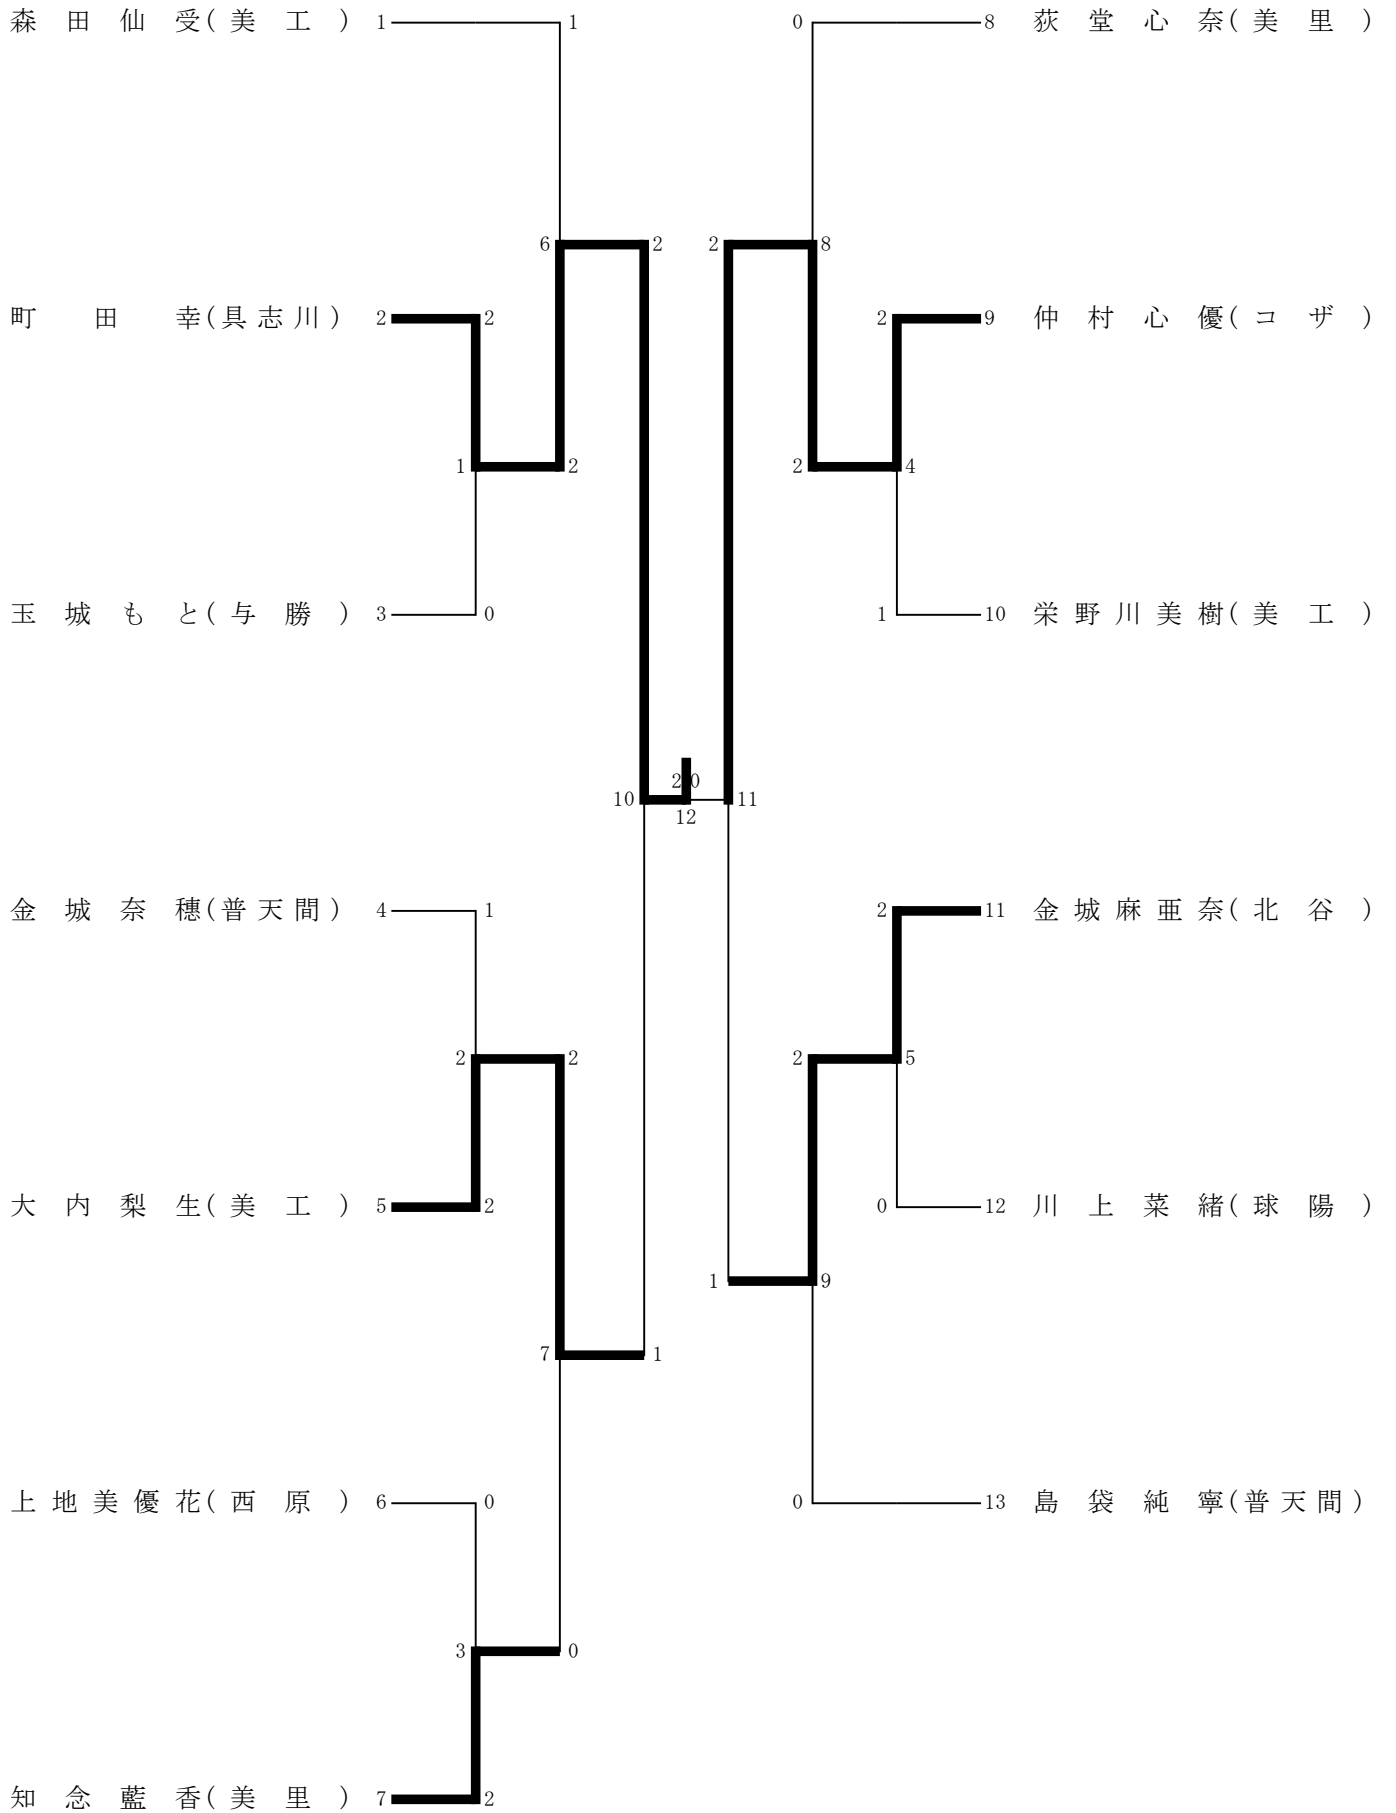 森田仙受(美工) 1 1 0 8 荻堂心奈(美里)
6 2 2 8
町田幸(具志川) 2 2 2 9 仲村心優(コザ)
1 2 2 4
玉城もと(与勝) 3 0 1 10 栄野川美樹(美工)
2 0
10 11
12
金城奈穂(普天間) 4 1 2 11 金城麻亜奈(北谷)
2 2 2 5
大内梨生(美工) 5 2 0 12 川上菜緒(球陽)
1 9
7 1
上地美優花(西原) 6 0 0 13 島袋純寧(普天間)
3 0
知念藍香(美里) 7 2